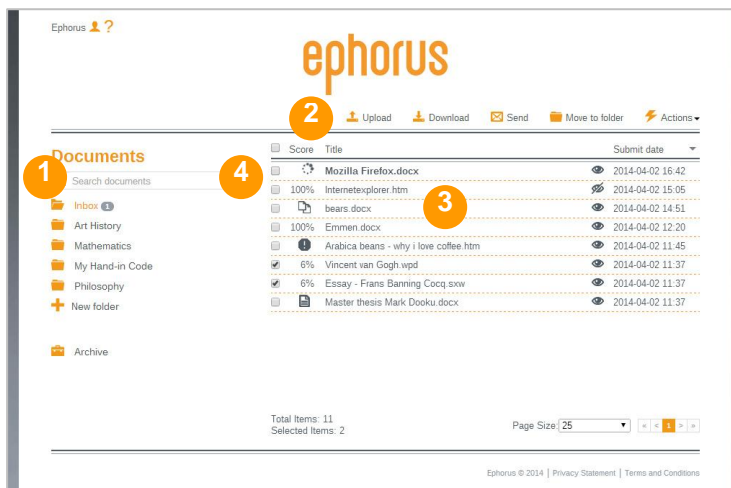 Ephorus ?
ephorus
2
Upload Download Send Move to folder Actions
Documents
1
Search documents
Inbox 1
Art History
Mathematics
My Hand-in Code
Philosophy
New folder
Archive
4
Score Title Submit date
Mozilla Firefox.docx 2014-04-02 16:42
100% Internetexplorer.htm 2014-04-02 15:05
3
bears.docx 2014-04-02 14:51
100% Emmen.docx 2014-04-02 12:20
Arabica beans - why i love coffee.htm 2014-04-02 11:45
6% Vincent van Gogh.wpd 2014-04-02 11:37
6% Essay - Frans Banning Cocq.sxw 2014-04-02 11:37
Master thesis Mark Dooku.docx 2014-04-02 11:37
Total Items: 11
Selected Items: 2
Page Size: 25 « < 1 > »
Ephorus © 2014 | Privacy Statement | Terms and Conditions